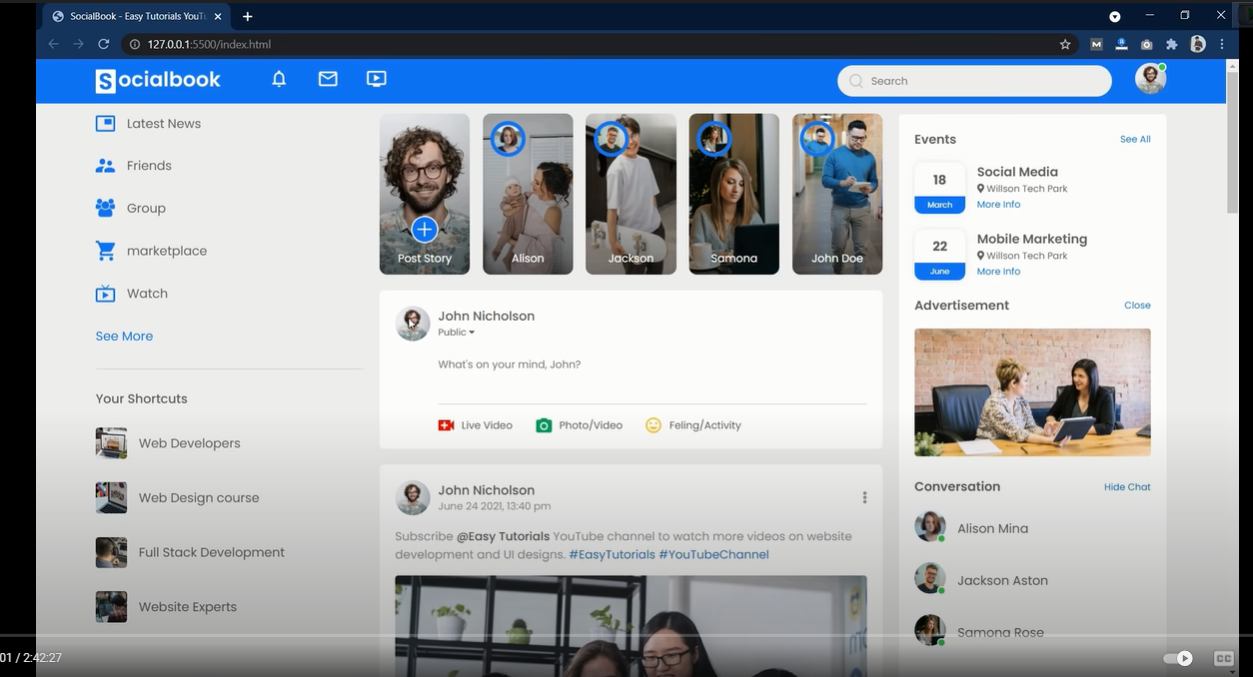 SocialBook - Easy Tutorials YouTu
127.0.0.1:5500/index.html
Socialbook
Search
Latest News
Friends
Group
marketplace
Watch
See More
Your Shortcuts
Web Developers
Web Design course
Full Stack Development
Website Experts
Post Story
Alison
Jackson
Samona
John Doe
John Nicholson
Public
What's on your mind, John?
Live Video
Photo/Video
Feling/Activity
John Nicholson
June 24 2021, 13:40 pm
Subscribe @Easy Tutorials YouTube channel to watch more videos on website
development and UI designs. #EasyTutorials #YouTubeChannel
Events
See All
18
March
Social Media
Willson Tech Park
More Info
22
June
Mobile Marketing
Willson Tech Park
More Info
Advertisement
Close
Conversation
Hide Chat
Alison Mina
Jackson Aston
Samona Rose
01 / 2:42:27
CC